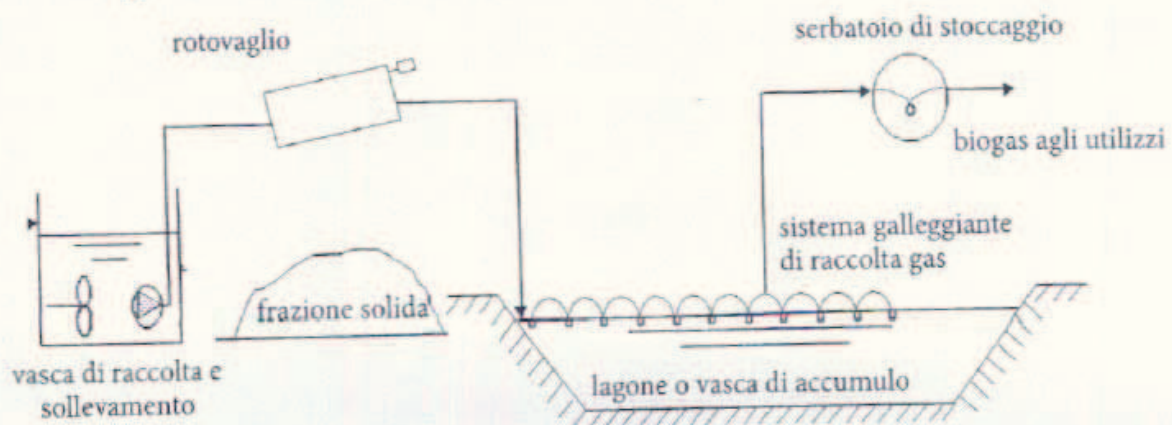 rotovaglio
serbatoio di stoccaggio
biogas agli utilizzi
sistema galleggiante
di raccolta gas
frazione solida
vasca di raccolta e
sollevamento
lagone o vasca di accumulo